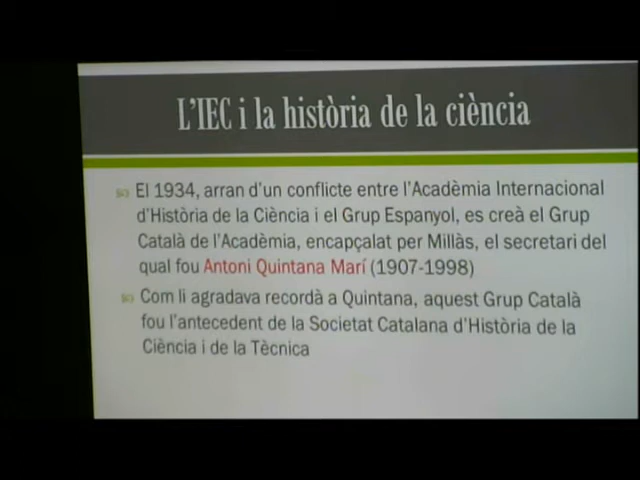 L'IEC i la història de la ciència
El 1934, arran d'un conflicte entre l'Acadèmia Internacional
d'Història de la Ciència i el Grup Espanyol, es creà el Grup
Català de l'Acadèmia, encapçalat per Millàs, el secretari del
qual fou Antoni Quintana Marí (1907-1998)
Com li agradava recordà a Quintana, aquest Grup Català
fou l'antecedent de la Societat Catalana d'Història de la
Ciència i de la Tècnica